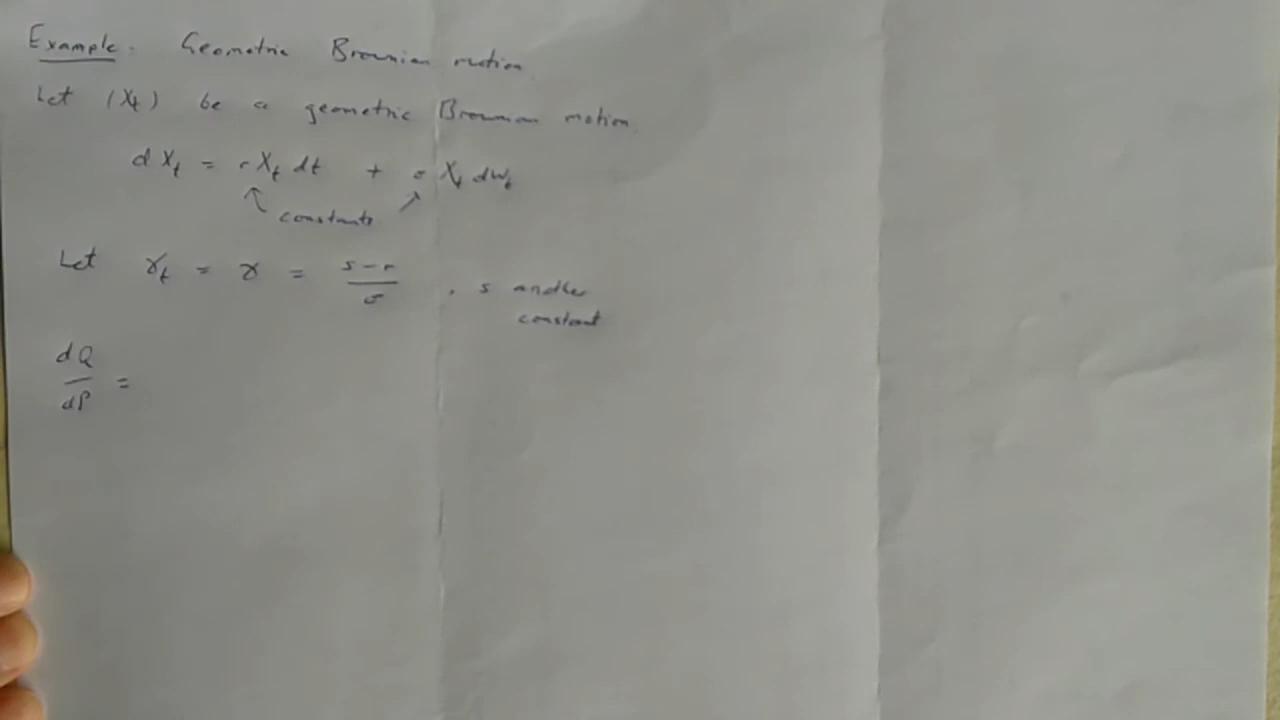 Example. Geometric Brownian motion.
Let (Xₜ) be a geometric Brownian motion.
dXₜ = rXₜ dt + σ Xₜ dWₜ
↑ constants ↗
Let γₜ = γ = (s-r)/σ , s another
constant
dQ/dP =